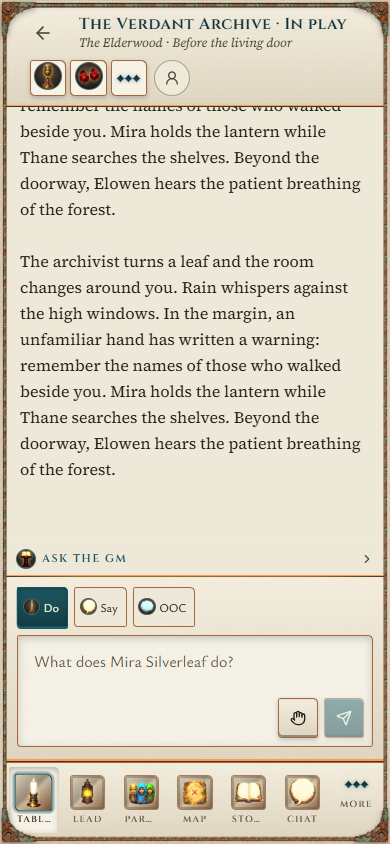 The Verdant Archive · In play
The Elderwood · Before the living door
remember the names of those who walked
beside you. Mira holds the lantern while
Thane searches the shelves. Beyond the
doorway, Elowen hears the patient breathing
of the forest.
The archivist turns a leaf and the room
changes around you. Rain whispers against
the high windows. In the margin, an
unfamiliar hand has written a warning:
remember the names of those who walked
beside you. Mira holds the lantern while
Thane searches the shelves. Beyond the
doorway, Elowen hears the patient breathing
of the forest.
ASK THE GM
Do Say OOC
What does Mira Silverleaf do?
TABL… LEAD PAR… MAP STO… CHAT MORE